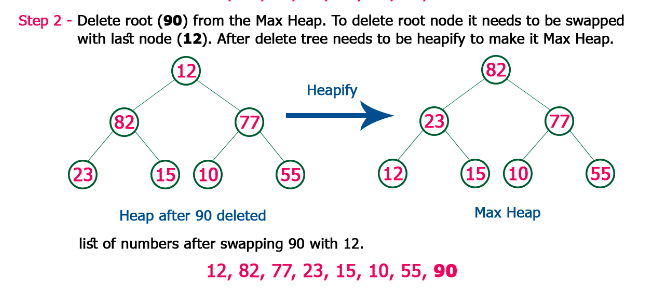 Step 2 - Delete root (90) from the Max Heap. To delete root node it needs to be swapped
with last node (12). After delete tree needs to be heapify to make it Max Heap.
12
82
Heapify
82
77
23
77
23
15
10
55
12
15
10
55
Heap after 90 deleted
Max Heap
list of numbers after swapping 90 with 12.
12, 82, 77, 23, 15, 10, 55, 90